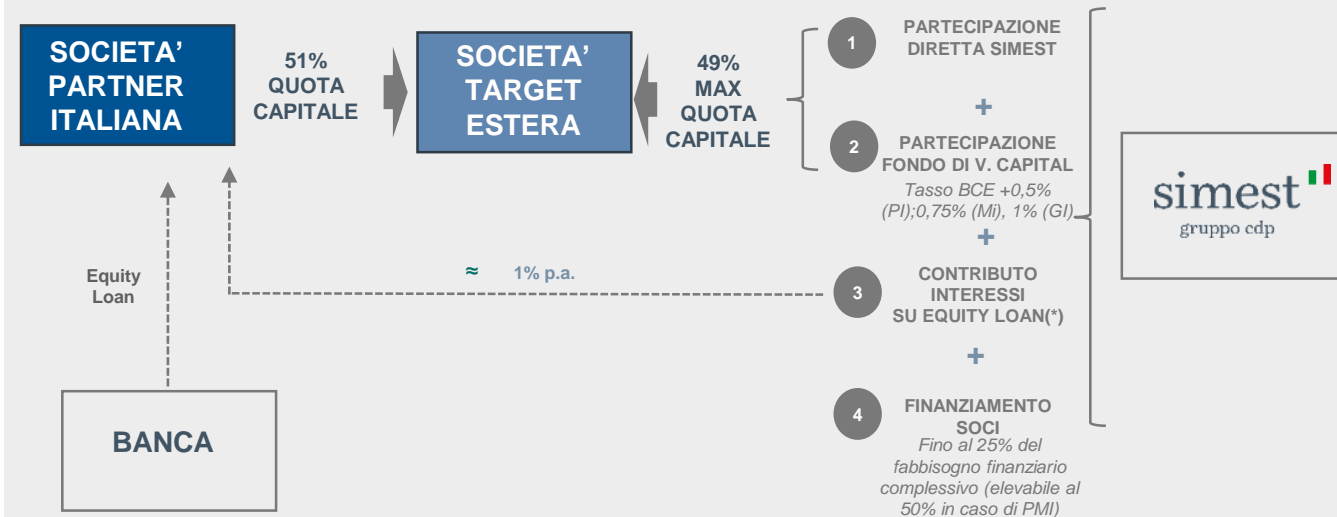 SOCIETA’
PARTNER
ITALIANA
51%
QUOTA
CAPITALE
SOCIETA’
TARGET
ESTERA
49%
MAX
QUOTA
CAPITALE
1
PARTECIPAZIONE
DIRETTA SIMEST
+
2
PARTECIPAZIONE
FONDO DI V. CAPITAL
Tasso BCE +0,5%
(PI);0,75% (Mi), 1% (GI)
+
3
CONTRIBUTO
INTERESSI
SU EQUITY LOAN(*)
+
4
FINANZIAMENTO
SOCI
Fino al 25% del
fabbisogno finanziario
complessivo (elevabile al
50% in caso di PMI)
simest
gruppo cdp
≈ 1% p.a.
Equity
Loan
BANCA